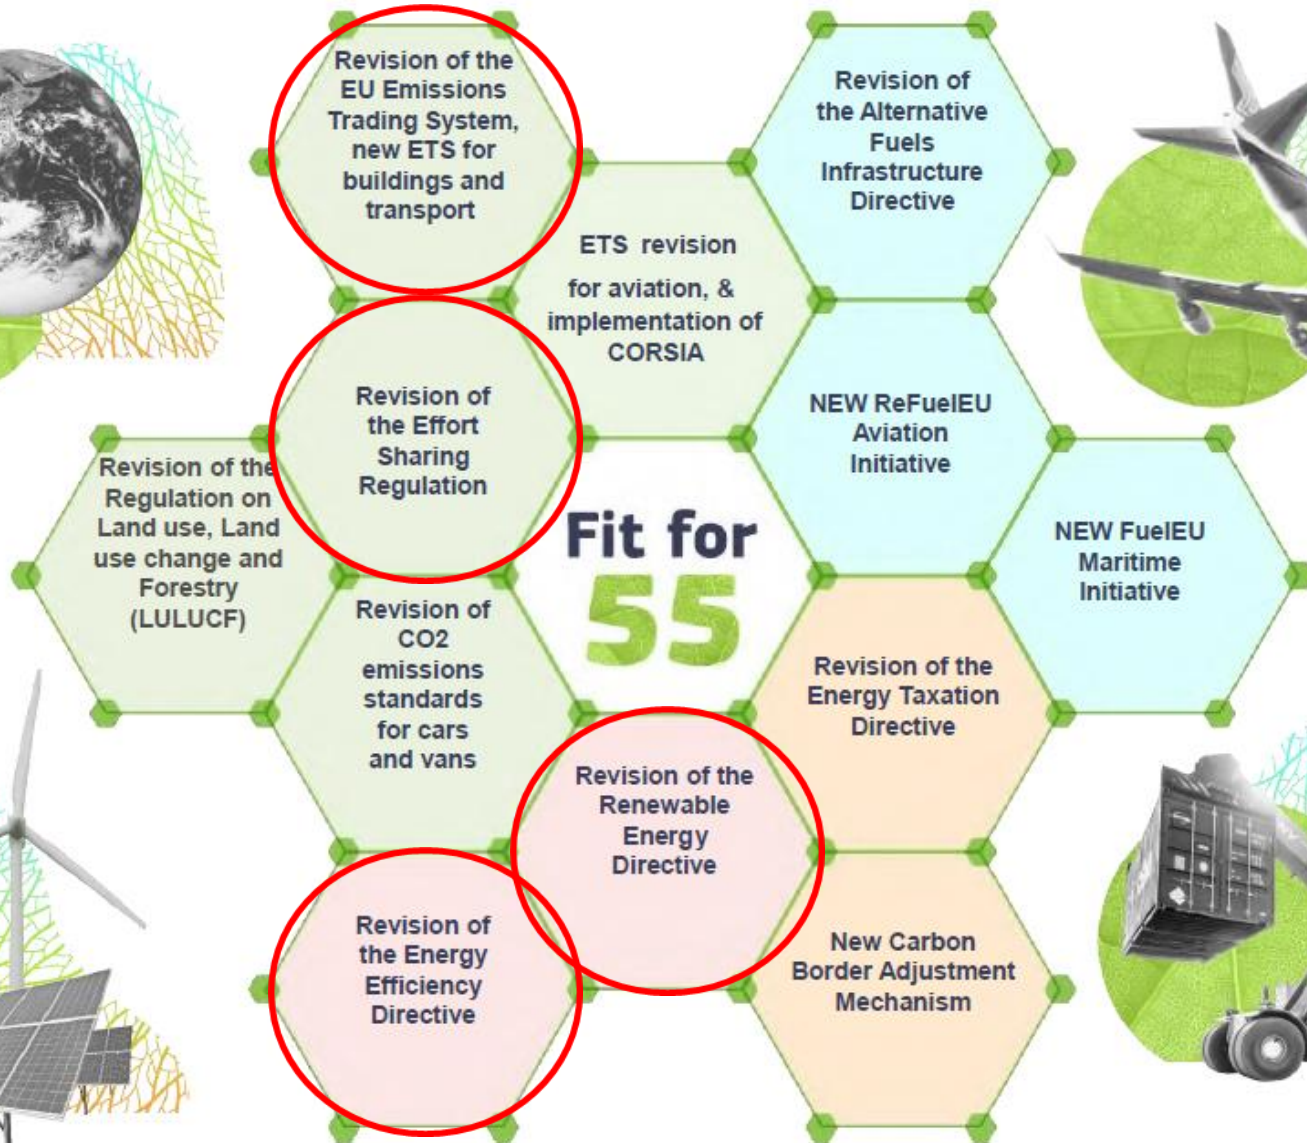 Revision of the
EU Emissions
Trading System,
new ETS for
buildings and
transport
Revision of
the Alternative
Fuels
Infrastructure
Directive
ETS revision
for aviation, &
implementation of
CORSIA
Revision of
the Effort
Sharing
Regulation
NEW ReFuelEU
Aviation
Initiative
Revision of the
Regulation on
Land use, Land
use change and
Forestry
(LULUCF)
Fit for
55
NEW FuelEU
Maritime
Initiative
Revision of
CO2
emissions
standards
for cars
and vans
Revision of the
Energy Taxation
Directive
Revision of the
Renewable
Energy
Directive
Revision of
the Energy
Efficiency
Directive
New Carbon
Border Adjustment
Mechanism